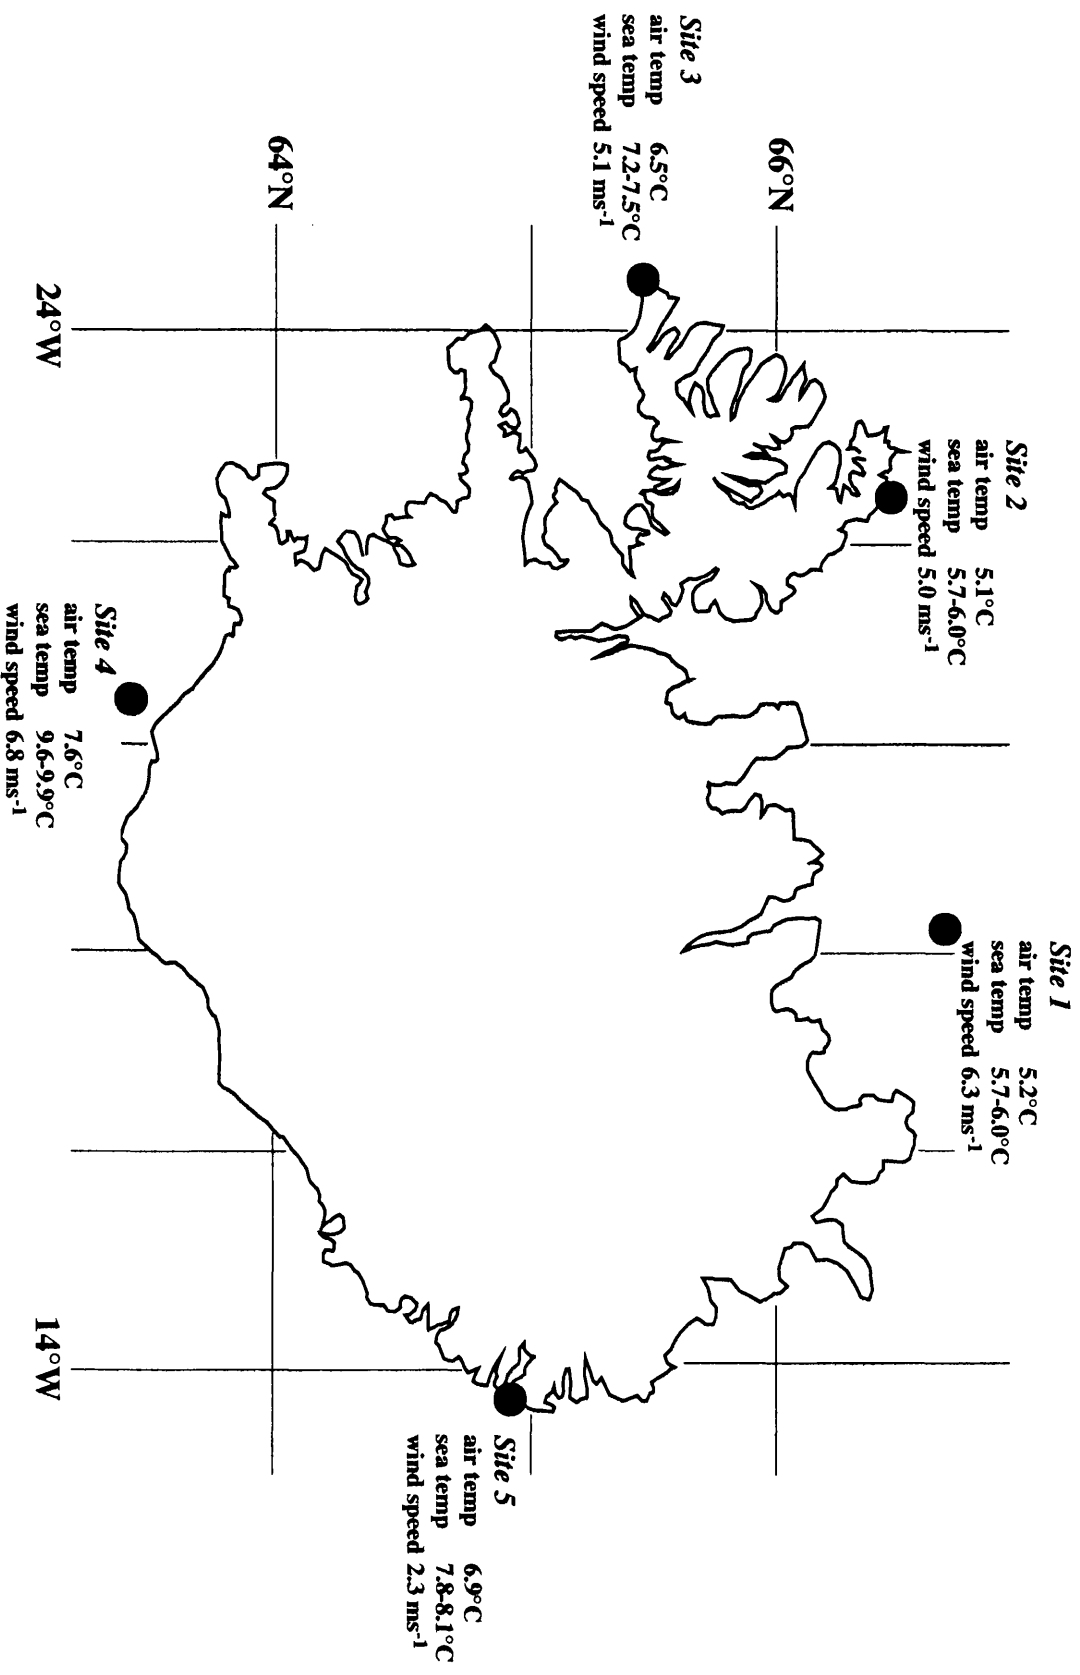 Site 1
air temp 5.2°C
sea temp 5.7-6.0°C
wind speed 6.3 ms-1
Site 2
air temp 5.1°C
sea temp 5.7-6.0°C
wind speed 5.0 ms-1
66°N
Site 3
air temp 6.5°C
sea temp 7.2-7.5°C
wind speed 5.1 ms-1
Site 5
air temp 6.9°C
sea temp 7.8-8.1°C
wind speed 2.3 ms-1
64°N
Site 4
air temp 7.6°C
sea temp 9.6-9.9°C
wind speed 6.8 ms-1
24°W
14°W